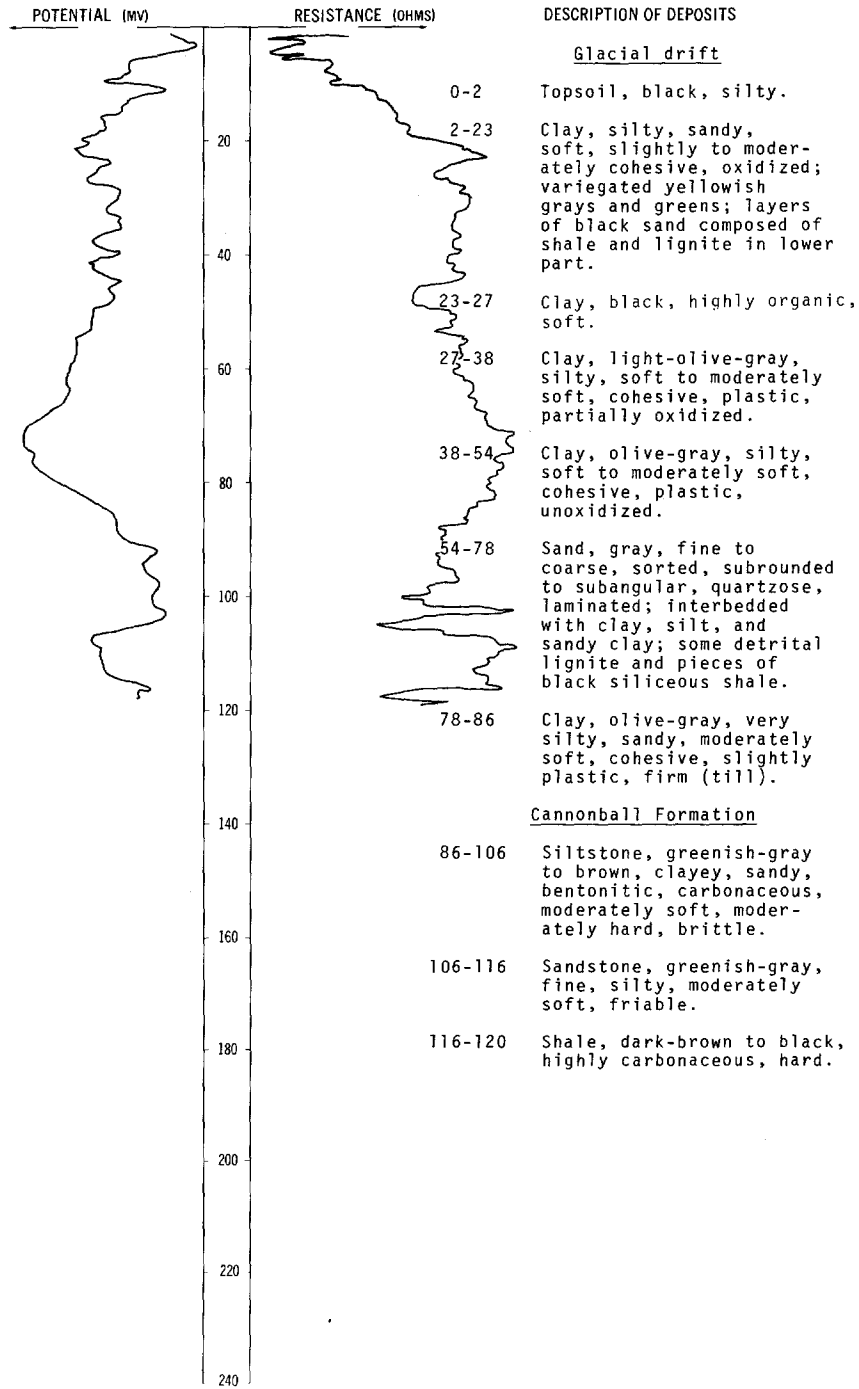 POTENTIAL (MV) RESISTANCE (OHMS) DESCRIPTION OF DEPOSITS
Glacial drift
0-2 Topsoil, black, silty.
2-23 Clay, silty, sandy,
soft, slightly to moder-
ately cohesive, oxidized;
variegated yellowish
grays and greens; layers
of black sand composed of
shale and lignite in lower
part.
23-27 Clay, black, highly organic,
soft.
27-38 Clay, light-olive-gray,
silty, soft to moderately
soft, cohesive, plastic,
partially oxidized.
38-54 Clay, olive-gray, silty,
soft to moderately soft,
cohesive, plastic,
unoxidized.
54-78 Sand, gray, fine to
coarse, sorted, subrounded
to subangular, quartzose,
laminated; interbedded
with clay, silt, and
sandy clay; some detrital
lignite and pieces of
black siliceous shale.
78-86 Clay, olive-gray, very
silty, sandy, moderately
soft, cohesive, slightly
plastic, firm (till).
Cannonball Formation
86-106 Siltstone, greenish-gray
to brown, clayey, sandy,
bentonitic, carbonaceous,
moderately soft, moder-
ately hard, brittle.
106-116 Sandstone, greenish-gray,
fine, silty, moderately
soft, friable.
116-120 Shale, dark-brown to black,
highly carbonaceous, hard.
20
40
60
80
100
120
140
160
180
200
220
240